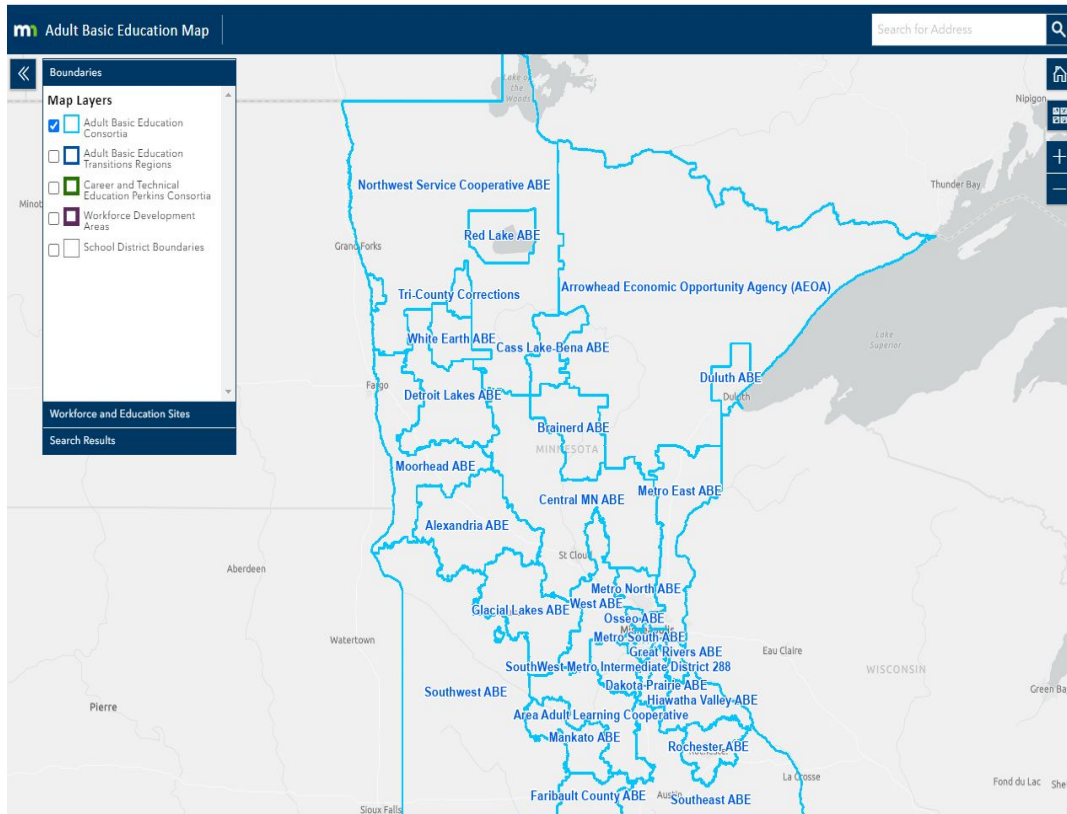 mn Adult Basic Education Map
Search for Address
Boundaries
Map Layers
Adult Basic Education
Consortia
Adult Basic Education
Transitions Regions
Career and Technical
Education Perkins Consortia
Workforce Development
Areas
School District Boundaries
Workforce and Education Sites
Search Results
Lake of
the
Woods
Nipigon
Thunder Bay
Minot
Northwest Service Cooperative ABE
Red Lake ABE
Grand Forks
Arrowhead Economic Opportunity Agency (AEOA)
Tri-County Corrections
White Earth ABE
Cass Lake-Bena ABE
Lake
Superior
Duluth ABE
Duluth
Fargo
Detroit Lakes ABE
Brainerd ABE
MINNESOTA
Moorhead ABE
Metro East ABE
Central MN ABE
Alexandria ABE
St Cloud
Aberdeen
Metro North ABE
West ABE
Glacial Lakes ABE
Osseo ABE
Minneapolis
Metro South ABE
Watertown
Great Rivers ABE
Eau Claire
SouthWest Metro Intermediate District 288
WISCONSIN
Dakota Prairie ABE
Southwest ABE
Hiawatha Valley ABE
Green Ba
Pierre
Area Adult Learning Cooperative
Mankato ABE
Rochester ABE
La Crosse
Fond du Lac
She
Faribault County ABE
Austin
Southeast ABE
Sioux Falls